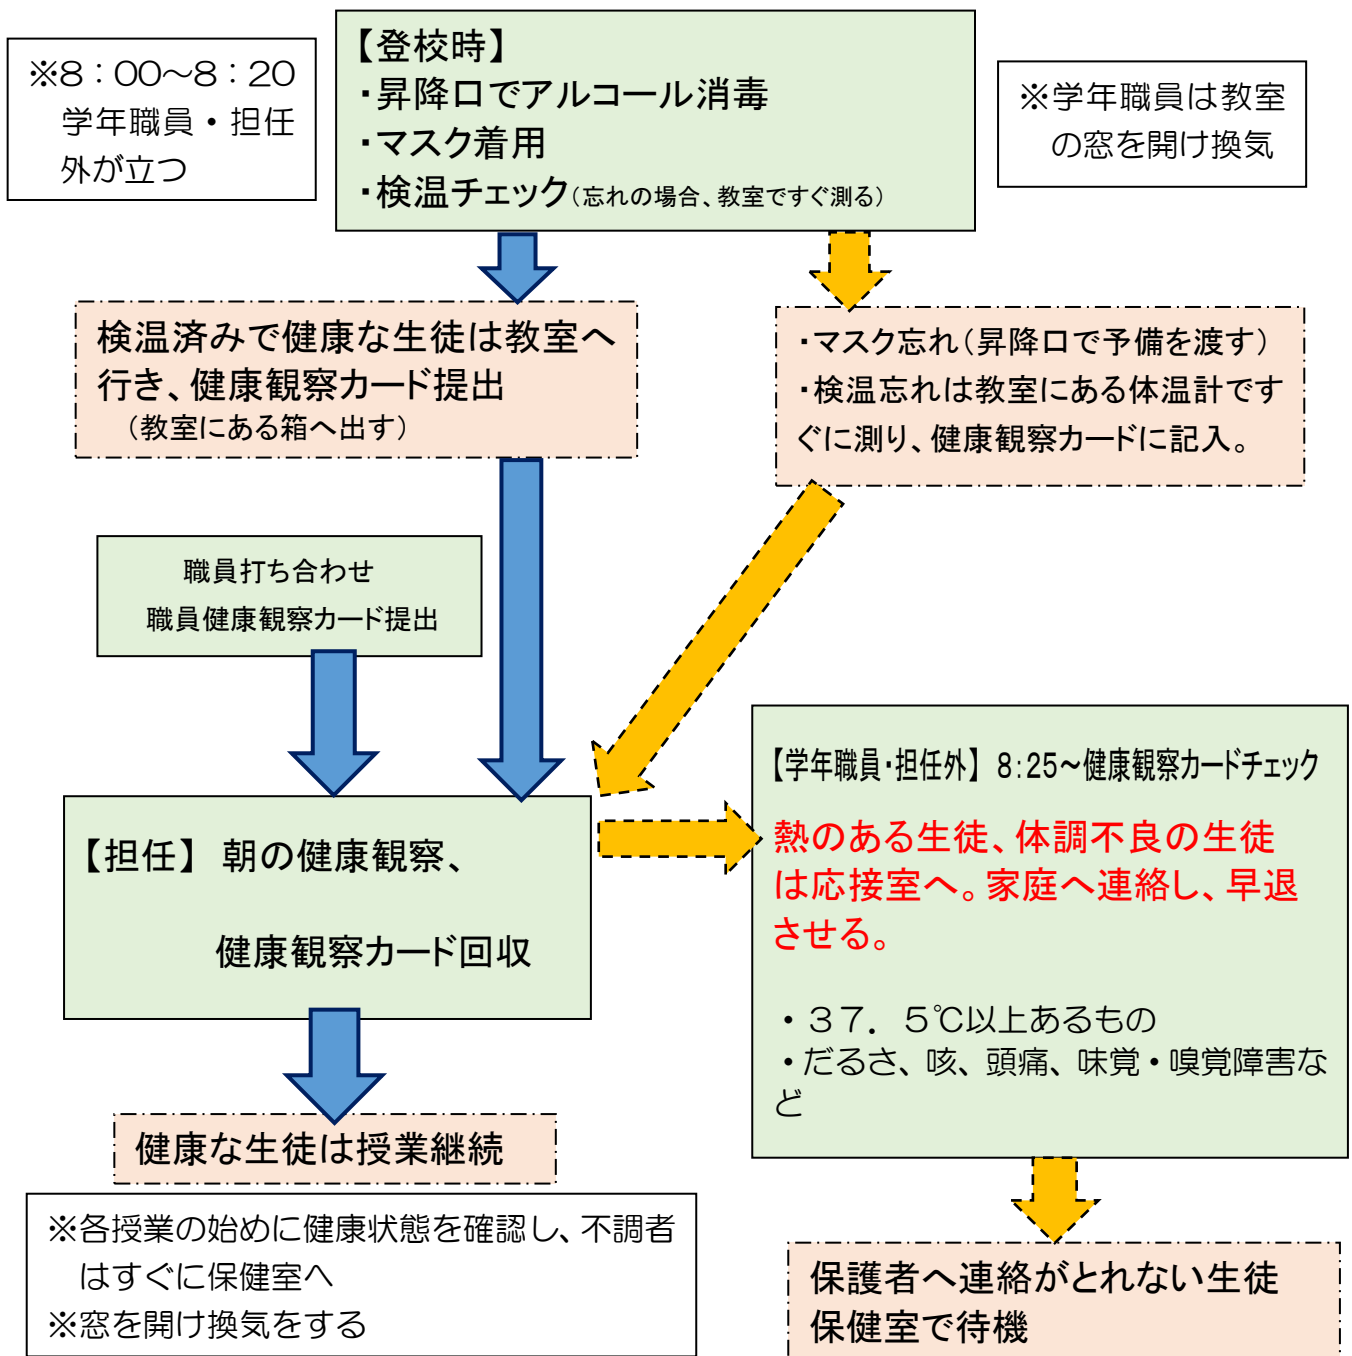 ※8：00～8：20
学年職員・担任
外が立つ
【登校時】
・昇降口でアルコール消毒
・マスク着用
・検温チェック（忘れの場合、教室ですぐ測る）
※学年職員は教室
の窓を開け換気
検温済みで健康な生徒は教室へ
行き、健康観察カード提出
（教室にある箱へ出す）
・マスク忘れ（昇降口で予備を渡す）
・検温忘れは教室にある体温計です
ぐに測り、健康観察カードに記入。
職員打ち合わせ
職員健康観察カード提出
【担任】 朝の健康観察、
健康観察カード回収
【学年職員・担任外】 8：25～健康観察カードチェック
熱のある生徒、体調不良の生徒
は応接室へ。家庭へ連絡し、早退
させる。
・３７．５℃以上あるもの
・だるさ、咳、頭痛、味覚・嗅覚障害な
ど
健康な生徒は授業継続
※各授業の始めに健康状態を確認し、不調者
はすぐに保健室へ
※窓を開け換気をする
保護者へ連絡がとれない生徒
保健室で待機